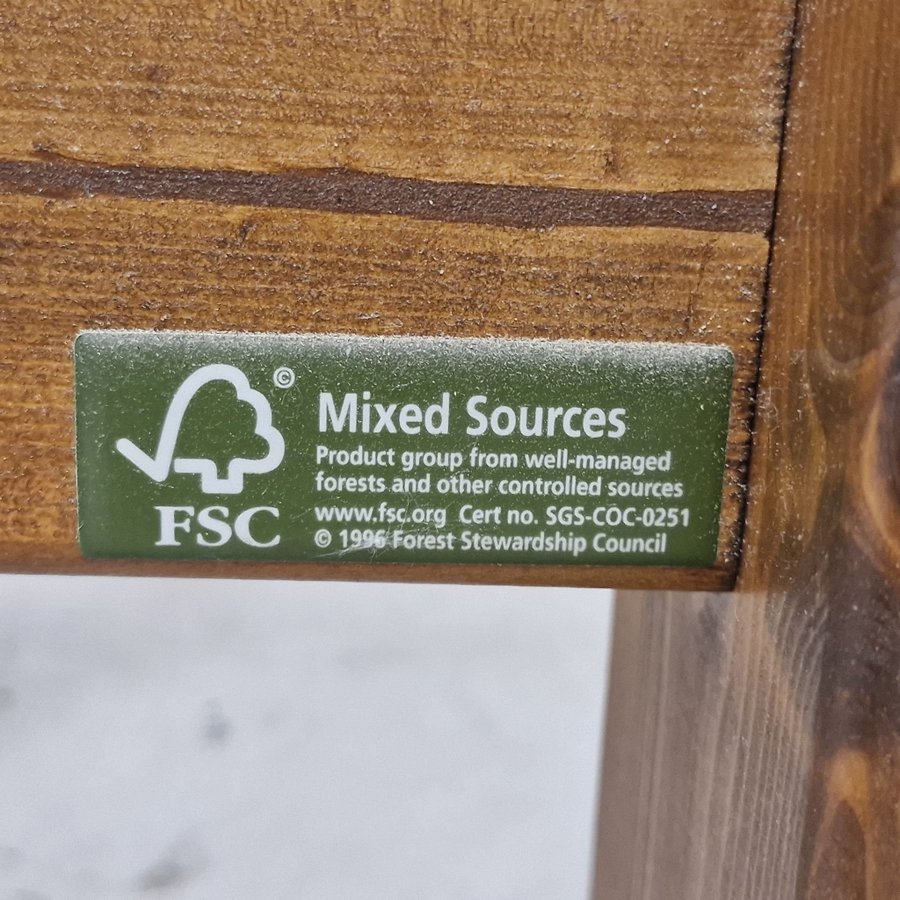 ©
FSC
Mixed Sources
Product group from well-managed
forests and other controlled sources
www.fsc.org Cert no. SGS-COC-0251
© 1996 Forest Stewardship Council